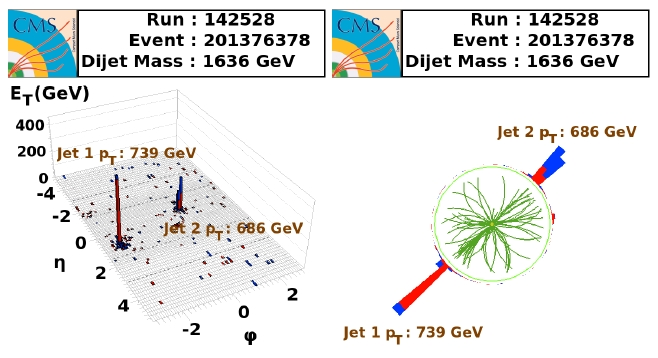 CMS
Run : 142528
Event : 201376378
Dijet Mass : 1636 GeV
CMS
Run : 142528
Event : 201376378
Dijet Mass : 1636 GeV
E_T(GeV)
400
200
0
Jet 1 p_T: 739 GeV
Jet 2 p_T: 686 GeV
-4
-2
0
2
4
η
-2
0
2
φ
Jet 2 p_T: 686 GeV
Jet 1 p_T: 739 GeV